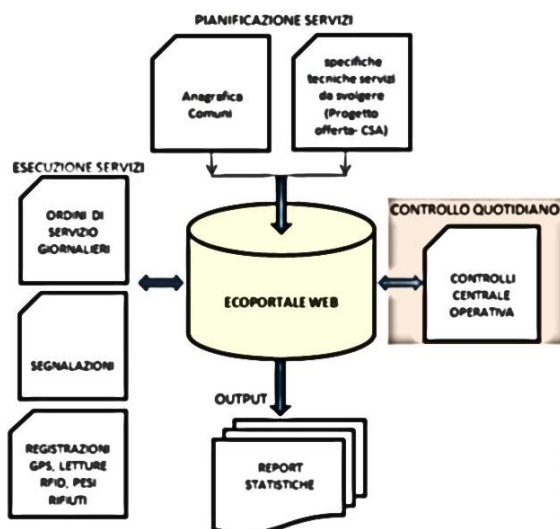 PIANIFICAZIONE SERVIZI
Anagrafica
Comuni
specifiche
tecniche servizi
da svolgere
(Progetto
offerta- CSA)
ESECUZIONE SERVIZI
ORDINI DI
SERVIZIO
GIORNALIERI
SEGNALAZIONI
REGISTRAZIONI
GPS, LETTURE
RFID, PESI
RIFIUTI
ECOPORTALE WEB
CONTROLLO QUOTIDIANO
CONTROLLI
CENTRALE
OPERATIVA
OUTPUT
REPORT
STATISTICHE